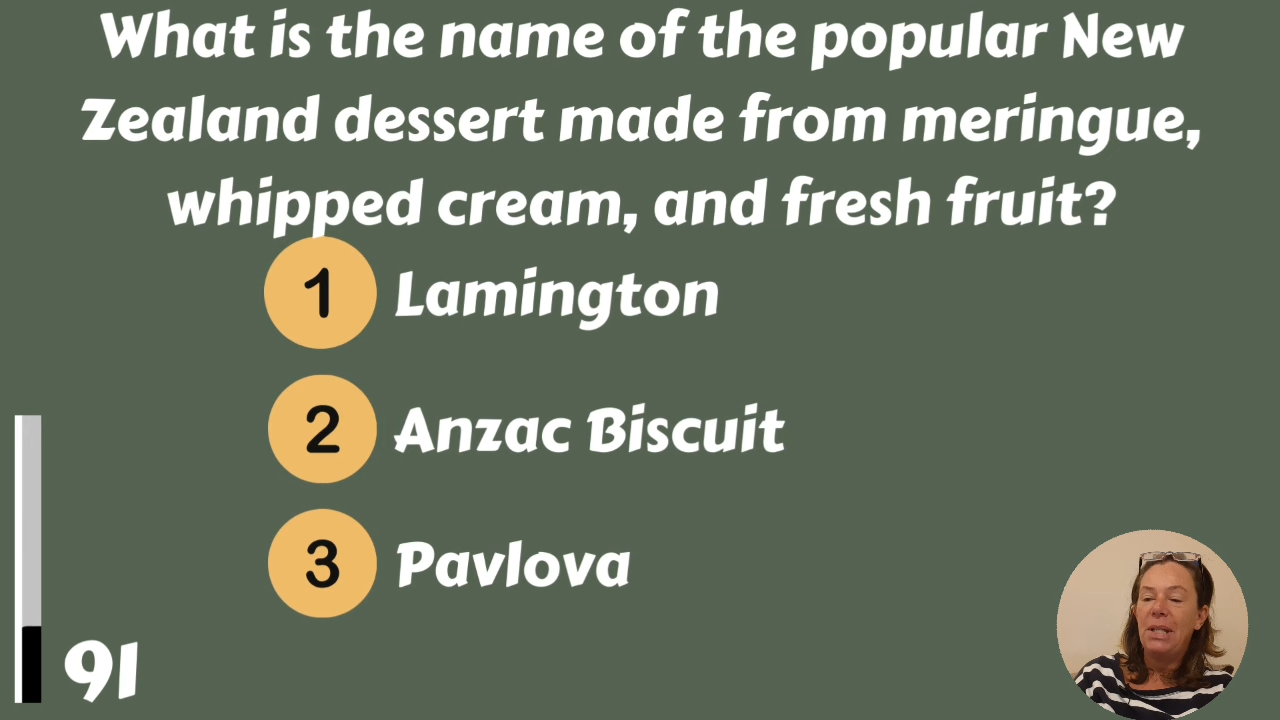 What is the name of the popular New
Zealand dessert made from meringue,
whipped cream, and fresh fruit?
1 Lamington
2 Anzac Biscuit
3 Pavlova
91